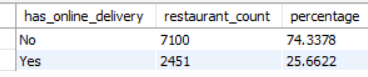 has_online_delivery restaurant_count percentage
No 7100 74.3378
Yes 2451 25.6622